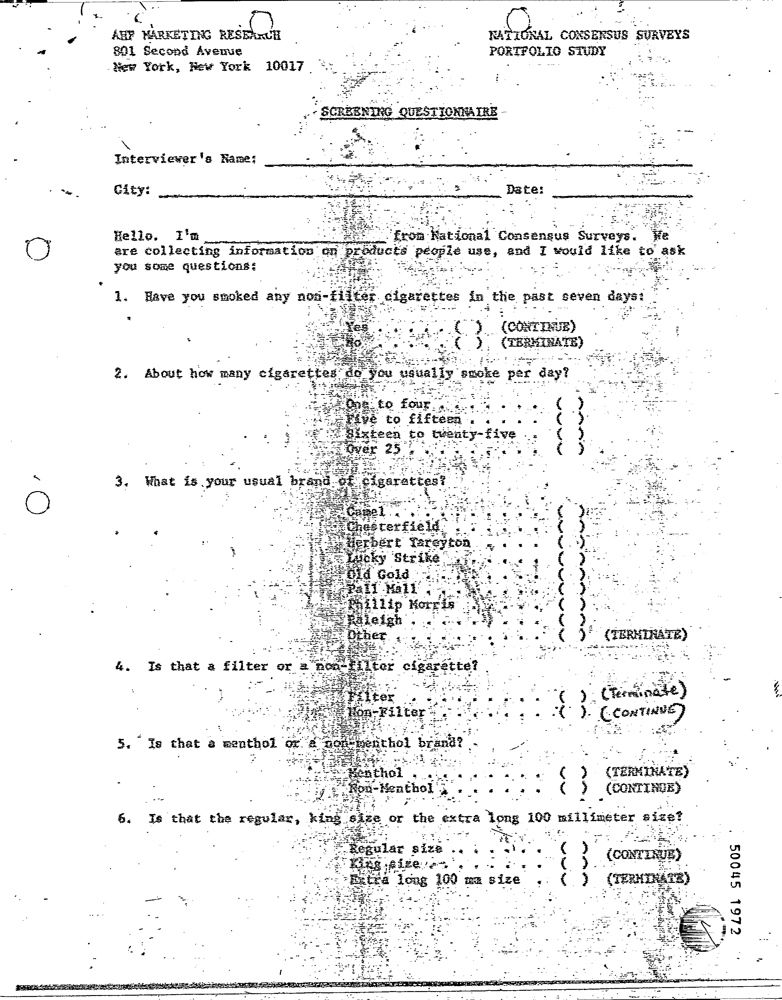 AHF MARKETING RESEARCH
801 Second Avenue
New York, New York 10017
NATIONAL CONSENSUS SURVEYS
PORTFOLIO STUDY
SCREENING QUESTIONNAIRE
Interviewer's Name: ____________________
City: ____________________ Date: ____________________
Hello. I'm ____________________ from National Consensus Surveys. We
are collecting information on products people use, and I would like to ask
you some questions:
1. Have you smoked any non-filter cigarettes in the past seven days:
Yes . . . . . ( ) (CONTINUE)
No . . . . . ( ) (TERMINATE)
2. About how many cigarettes do you usually smoke per day?
One to four . . . . . . . ( )
Five to fifteen . . . . . ( )
Sixteen to twenty-five . . ( )
Over 25 . . . . . . . . . ( )
3. What is your usual brand of cigarettes?
Camel . . . . . . . . . . ( )
Chesterfield . . . . . . . ( )
Herbert Tareyton . . . . ( )
Lucky Strike . . . . . . ( )
Old Gold . . . . . . . . ( )
Pall Mall . . . . . . . . ( )
Phillip Morris . . . . . ( )
Raleigh . . . . . . . . . ( )
Other . . . . . . . . . . ( ) (TERMINATE)
4. Is that a filter or a non-filter cigarette?
Filter . . . . . . . . . ( ) (Terminate)
Non-Filter . . . . . . . ( ) (CONTINUE)
5. Is that a menthol or a non-menthol brand?
Menthol . . . . . . . . . ( ) (TERMINATE)
Non-Menthol . . . . . . . ( ) (CONTINUE)
6. Is that the regular, king size or the extra long 100 millimeter size?
Regular size . . . . . . ( ) (CONTINUE)
King size . . . . . . . . ( )
Extra long 100 mm size . ( ) (TERMINATE)
50045 1972